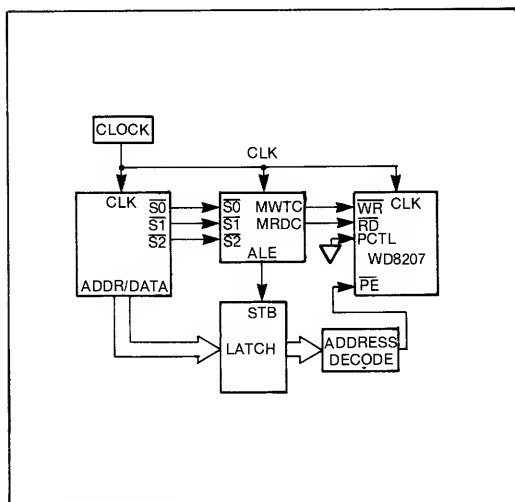 CLOCK
CLK
CLK
S0
S1
S2
ADDR/DATA
S0
S1
S2
MWTC
MRDC
ALE
WR
RD
PCTL
CLK
WD8207
PE
STB
LATCH
ADDRESS
DECODE